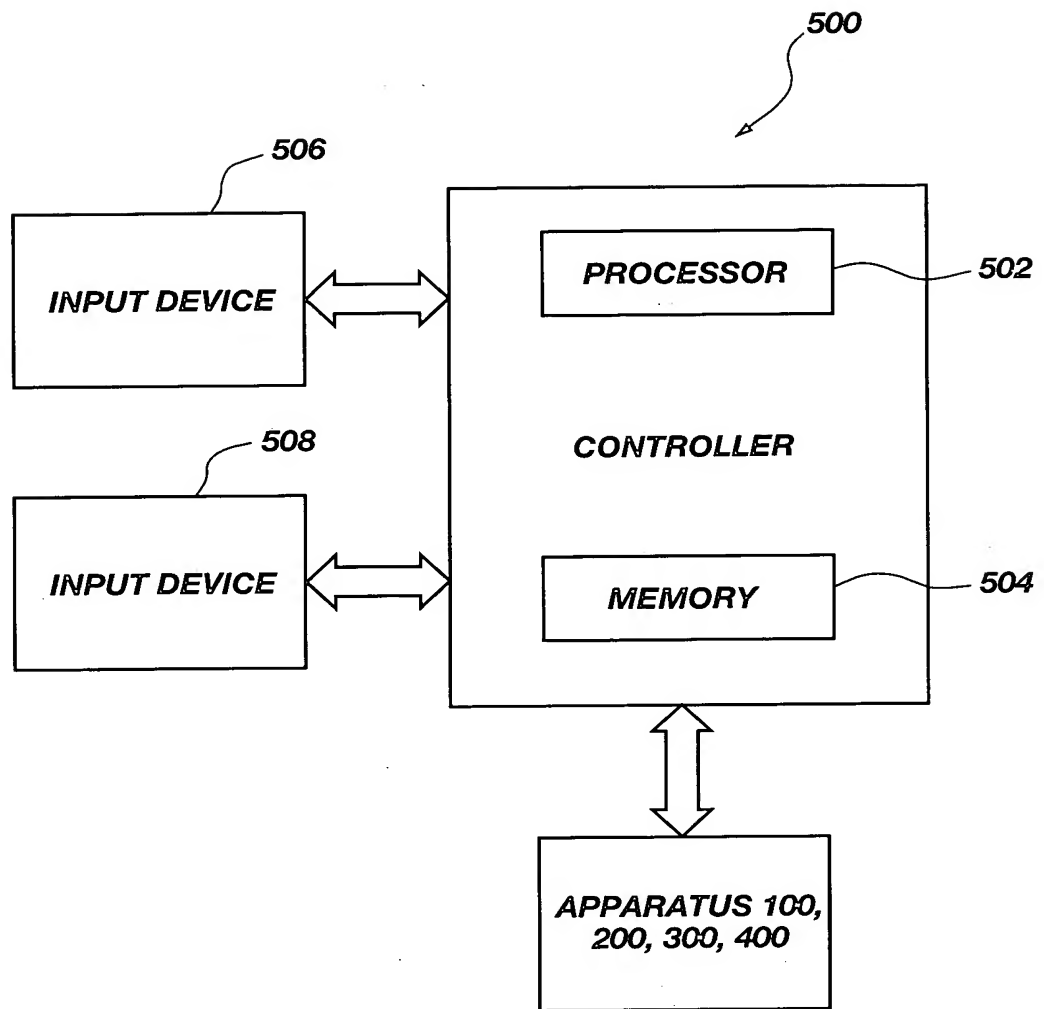 500
506
INPUT DEVICE
PROCESSOR
502
CONTROLLER
508
INPUT DEVICE
MEMORY
504
APPARATUS 100,
200, 300, 400